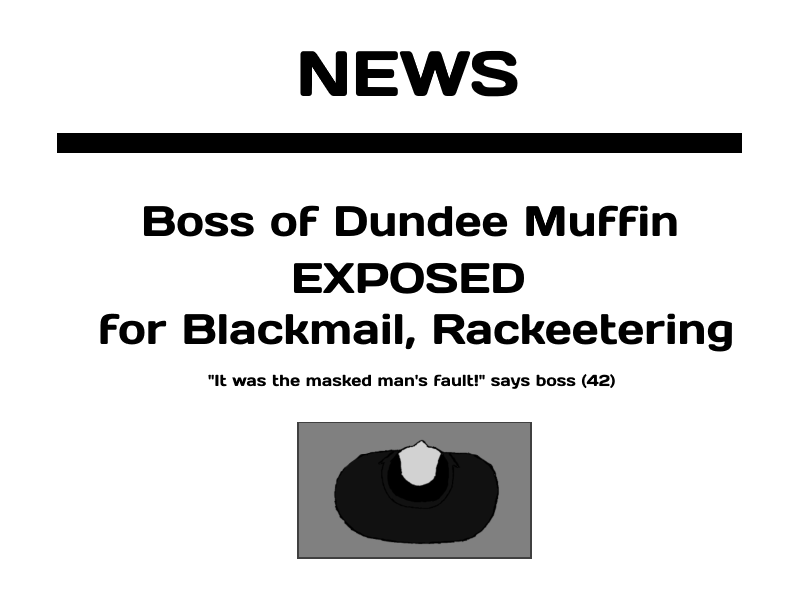 NEWS
Boss of Dundee Muffin
EXPOSED
for Blackmail, Rackeetering
"It was the masked man's fault!" says boss (42)